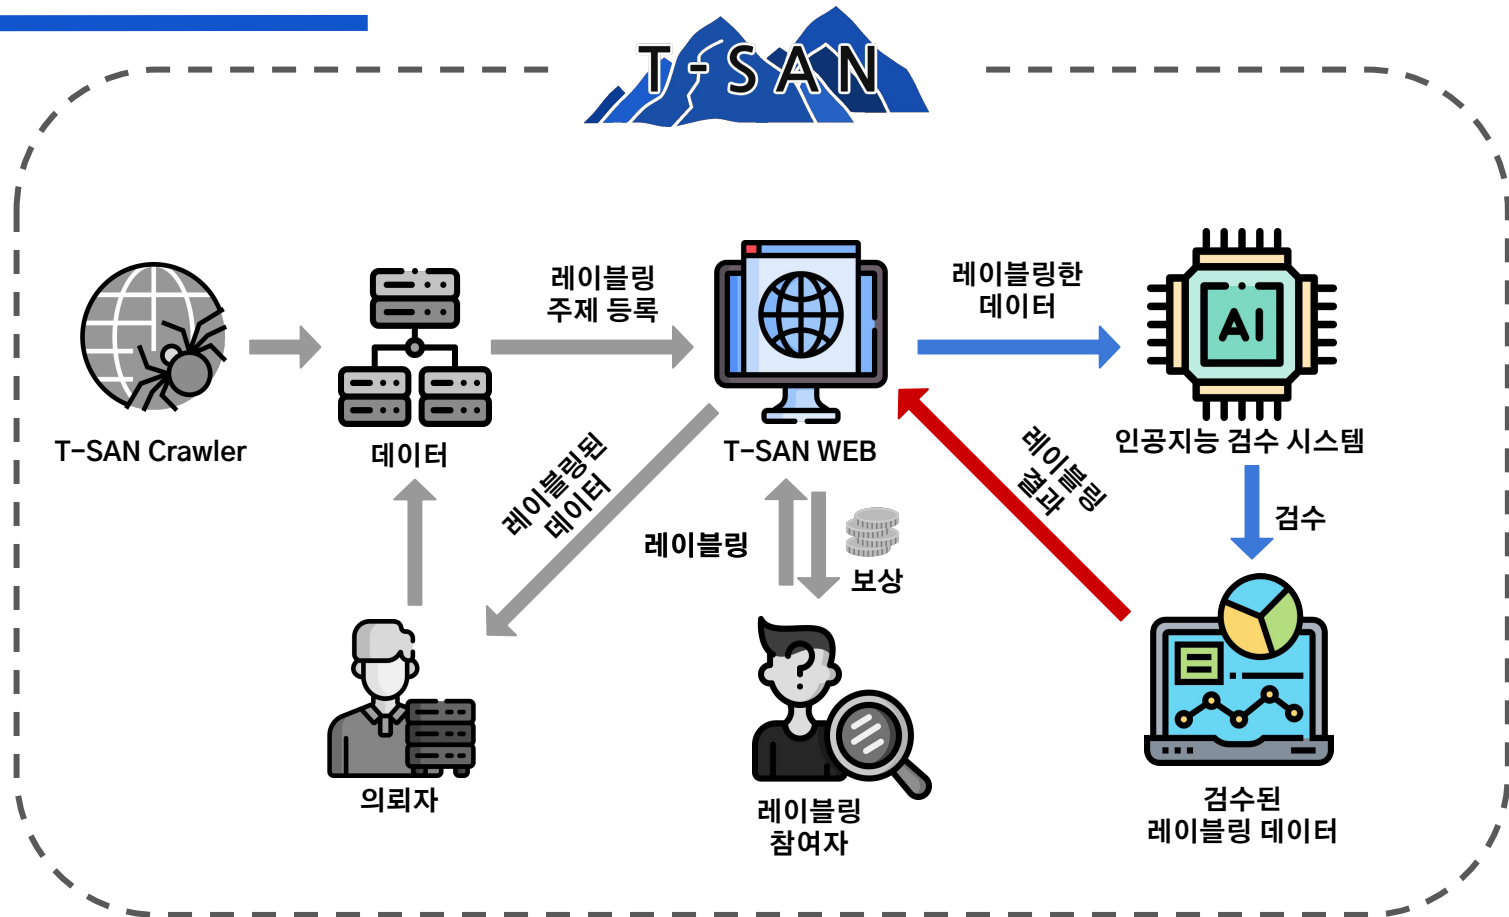 T-SAN
레이블링
주제 등록
레이블링한
데이터
AI
T-SAN Crawler
데이터
T-SAN WEB
인공지능 검수 시스템
레이블링된
데이터
레이블링
결과
검수
레이블링
보상
의뢰자
레이블링
참여자
검수된
레이블링 데이터